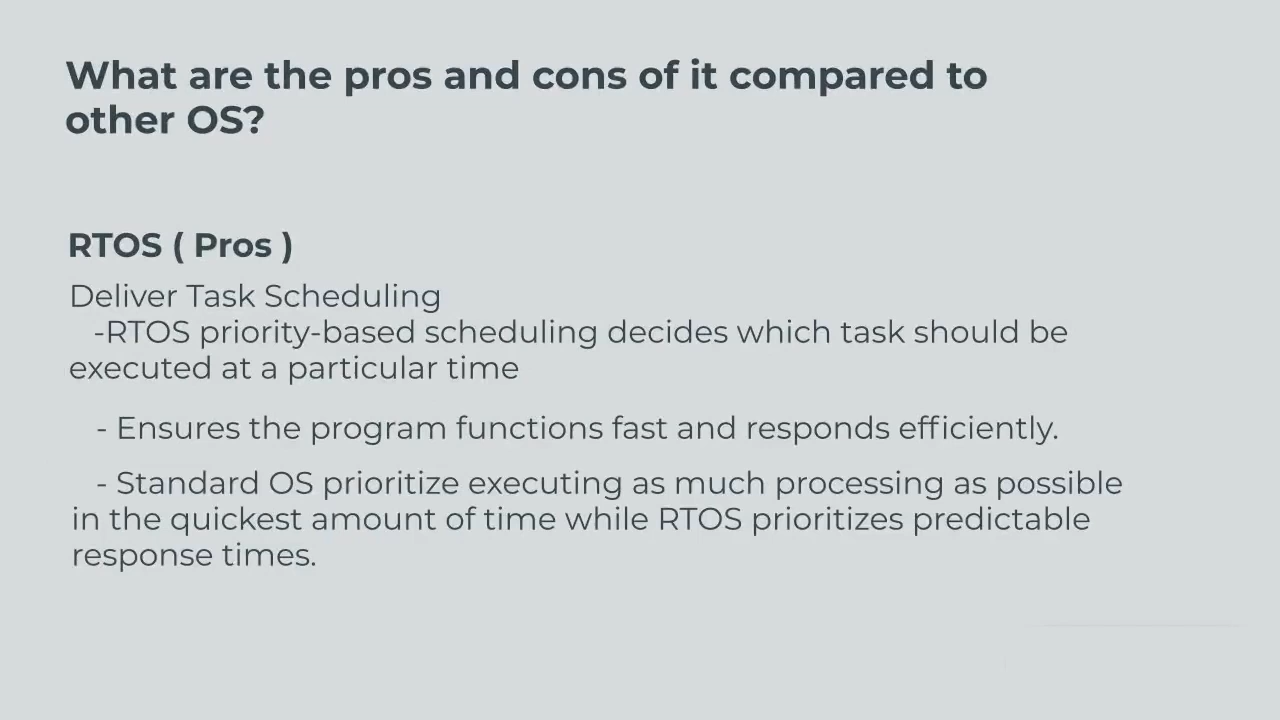 What are the pros and cons of it compared to
other OS?
RTOS ( Pros )
Deliver Task Scheduling
-RTOS priority-based scheduling decides which task should be
executed at a particular time
- Ensures the program functions fast and responds efficiently.
- Standard OS prioritize executing as much processing as possible
in the quickest amount of time while RTOS prioritizes predictable
response times.